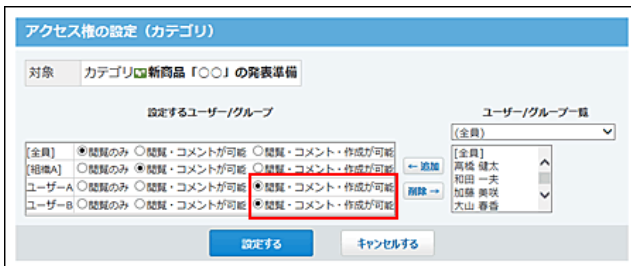 アクセス権の設定（カテゴリ）
対象 カテゴリ 新商品「○○」の発表準備
設定するユーザー/グループ
ユーザー/グループ一覧
(全員)
[全員] 閲覧のみ 閲覧・コメントが可能 閲覧・コメント・作成が可能
[組織A] 閲覧のみ 閲覧・コメントが可能 閲覧・コメント・作成が可能
ユーザーA 閲覧のみ 閲覧・コメントが可能 閲覧・コメント・作成が可能
ユーザーB 閲覧のみ 閲覧・コメントが可能 閲覧・コメント・作成が可能
← 追加
削除 →
[全員]
高橋 健太
和田 一夫
加藤 美咲
大山 春香
設定する
キャンセルする